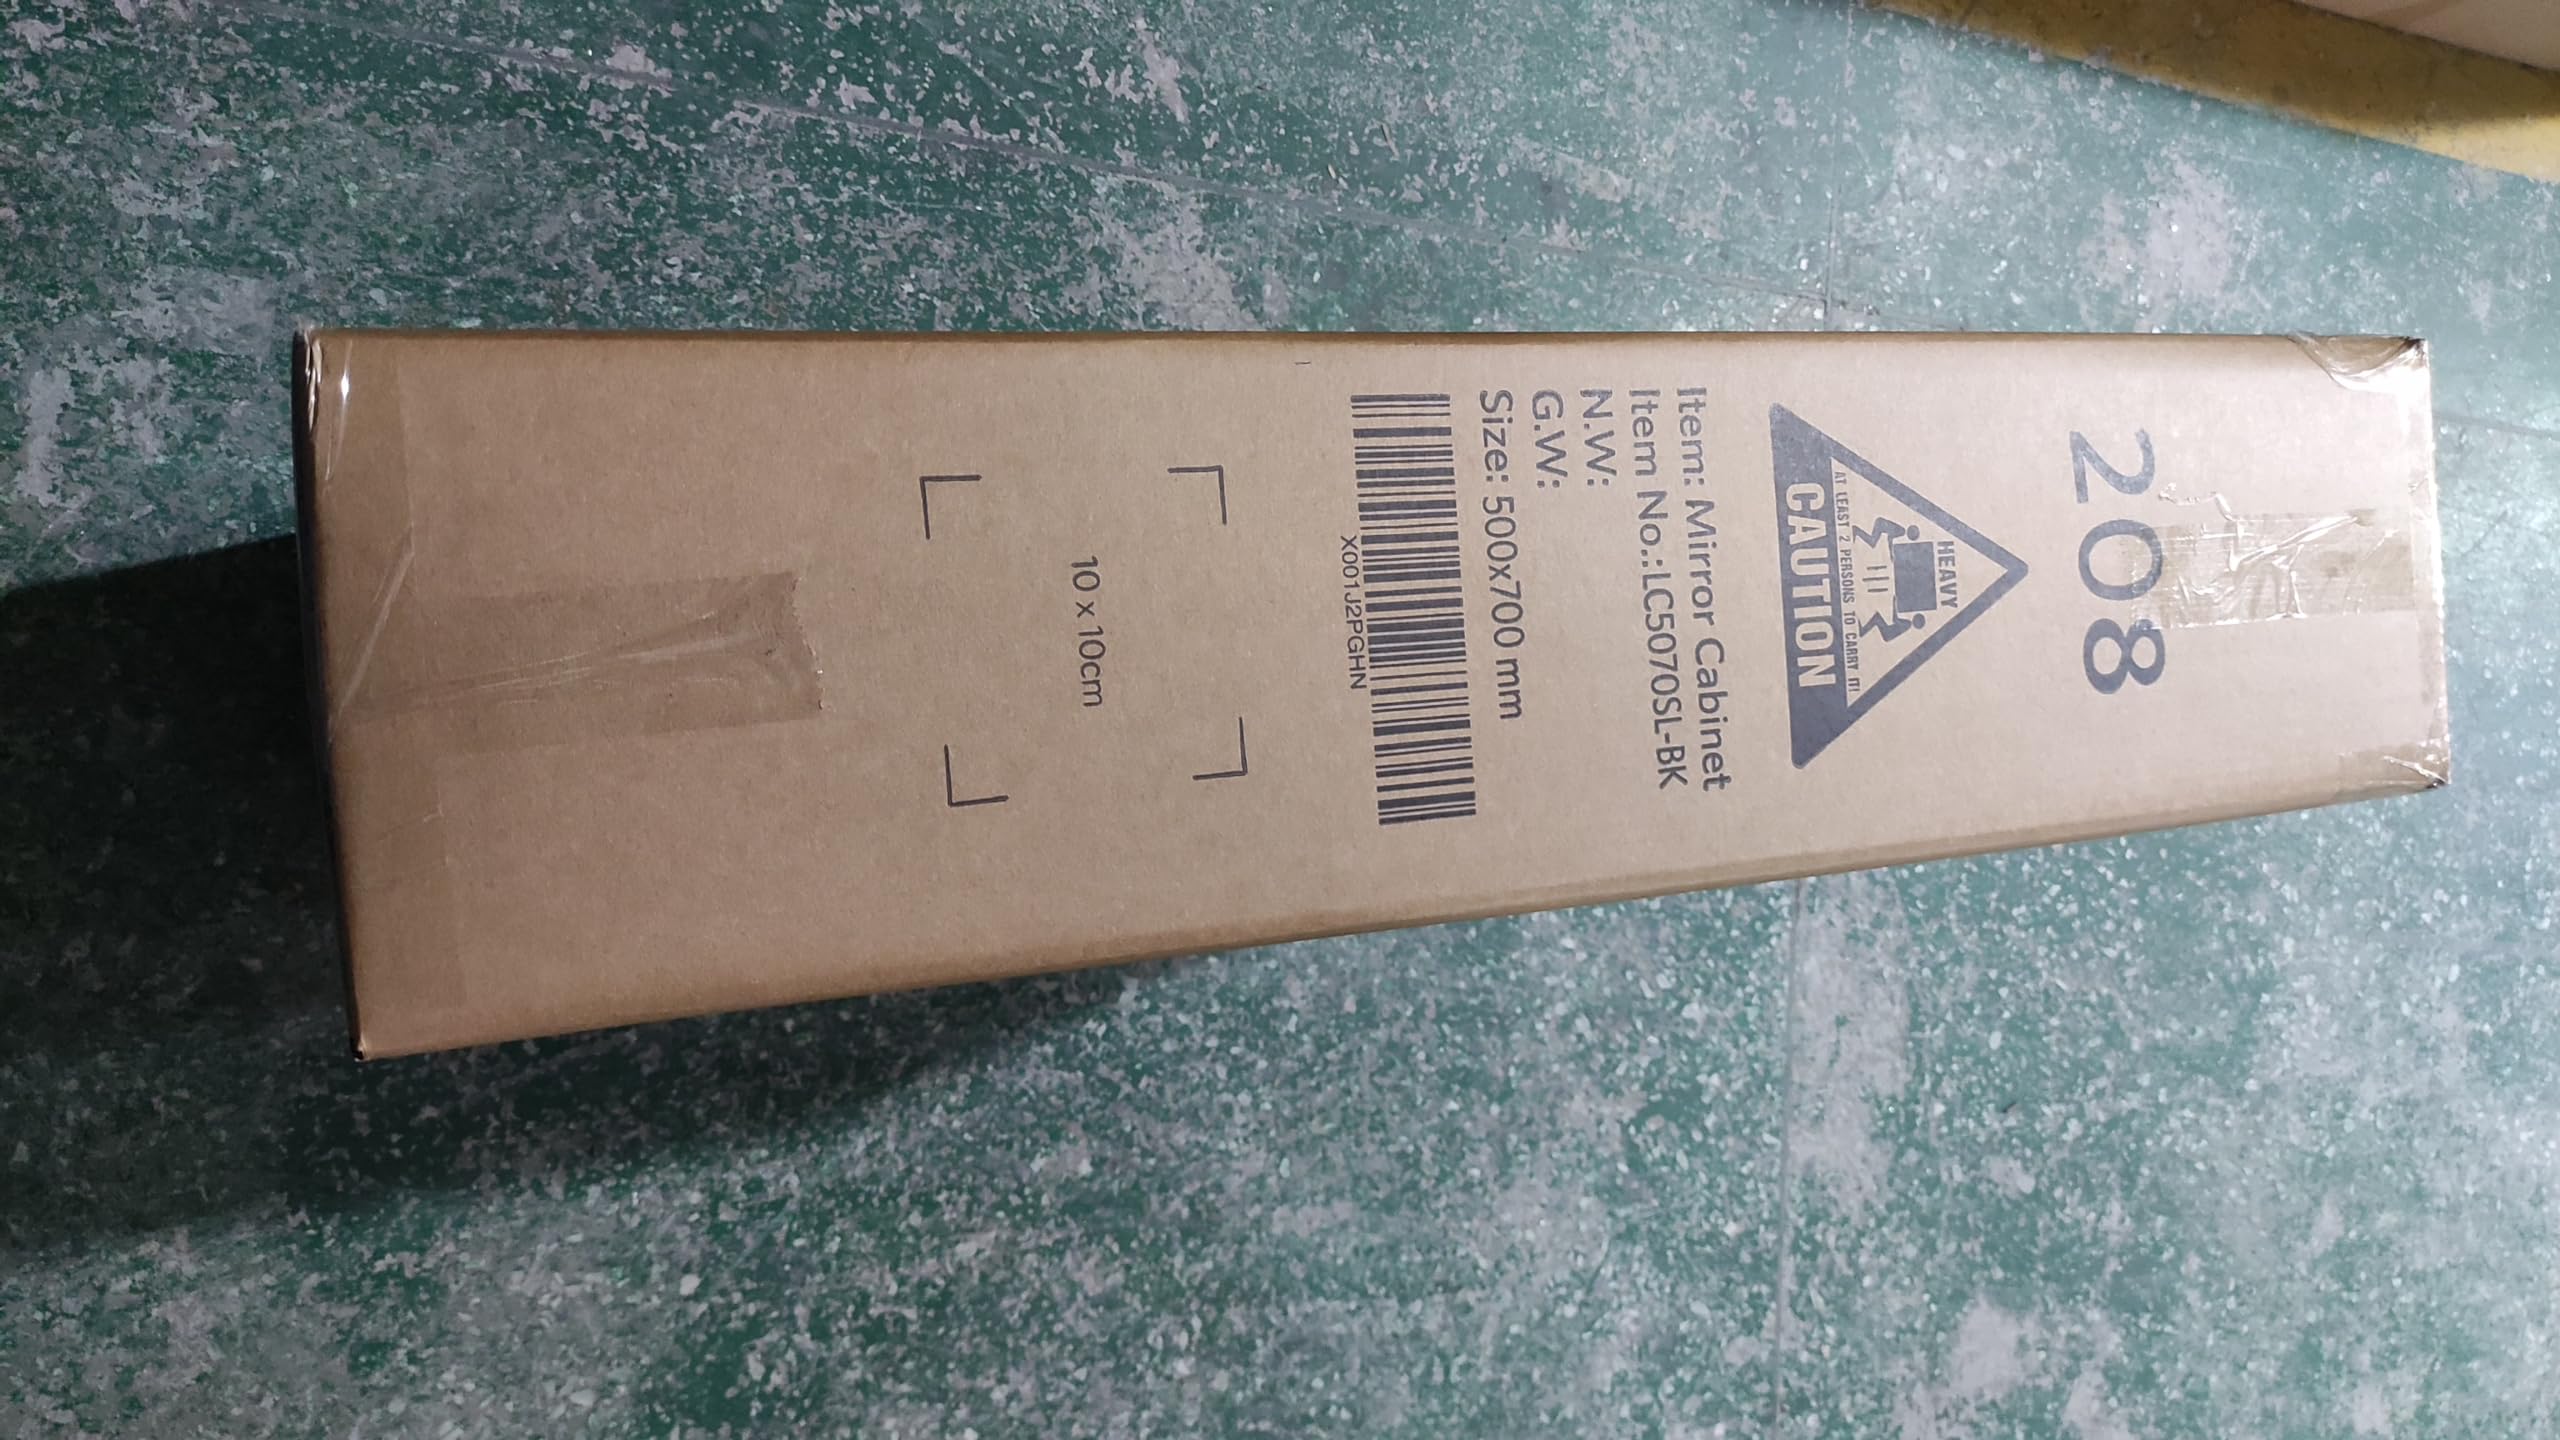 208
HEAVY
AT LEAST 2 PERSONS TO CARRY IT!
CAUTION
Item: Mirror Cabinet
Item No.:LC5070SL-BK
N.W:
G.W:
Size: 500x700 mm
X001J2PGHN
10 x 10cm